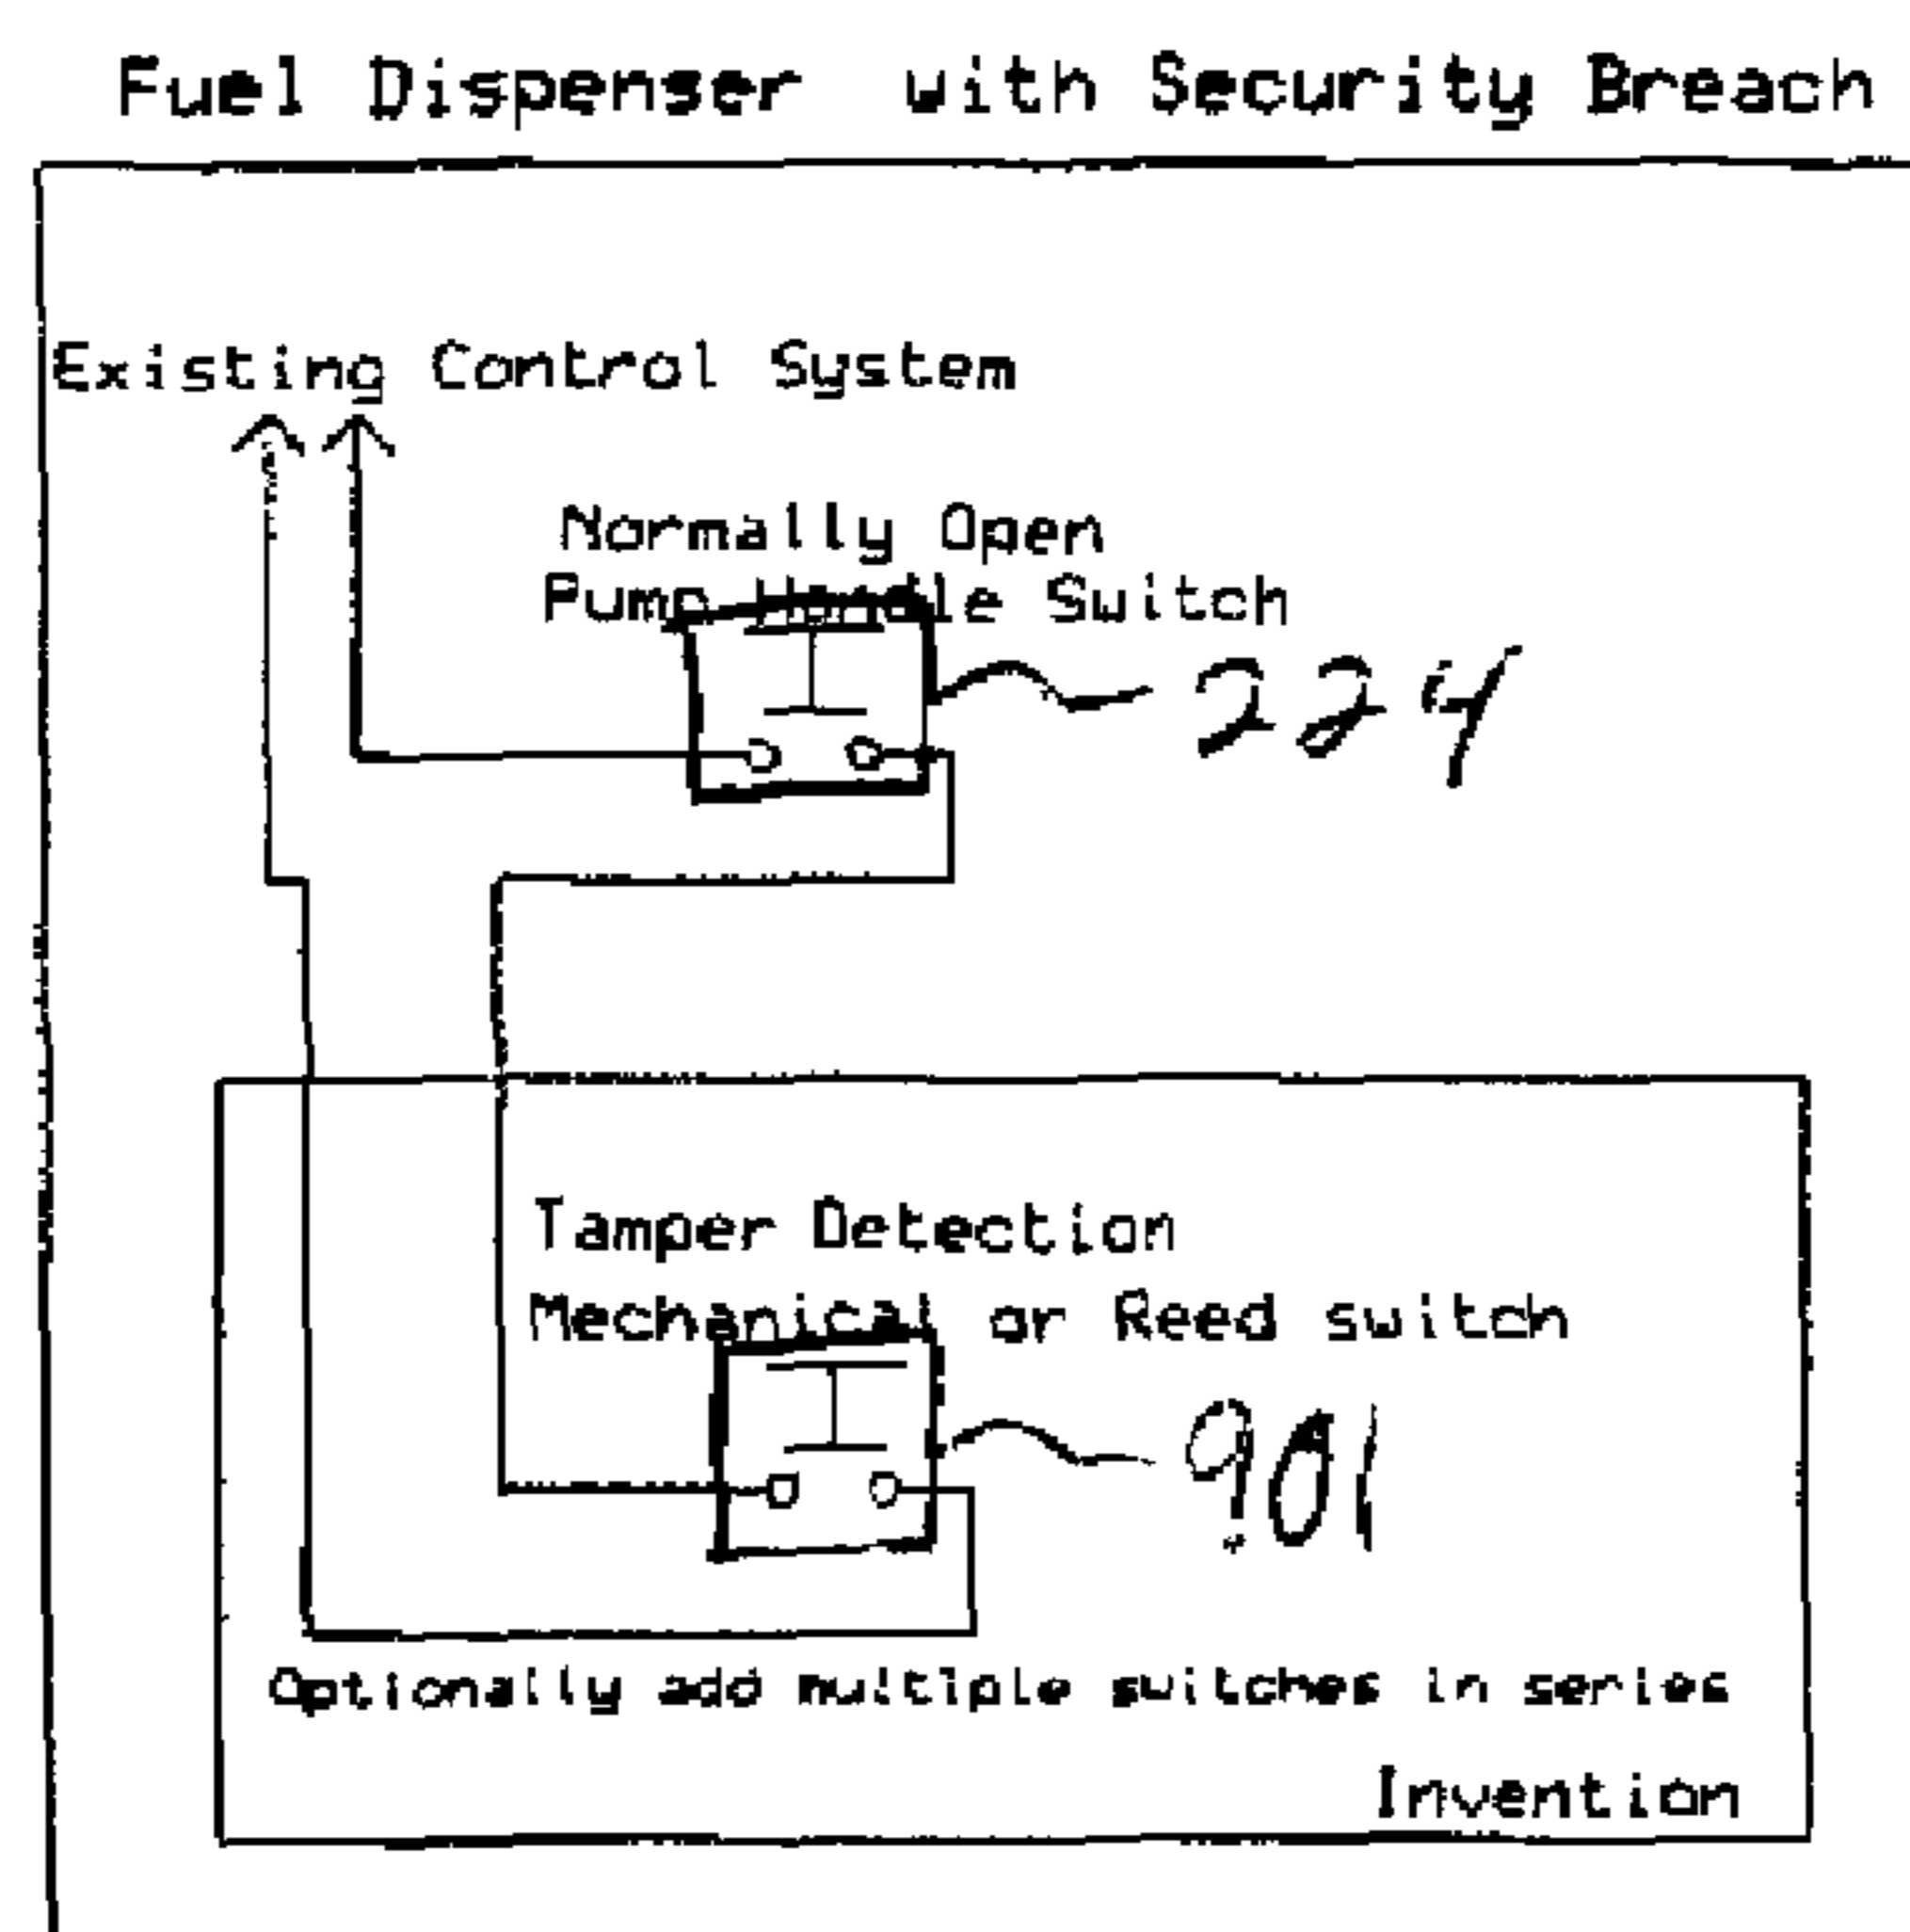 Fuel Dispenser with Security Breach
Existing Control System
Normally Open
Pump Handle Switch
224
Tamper Detection
Mechanical or Reed switch
901
Optionally add multiple switches in series
Invention